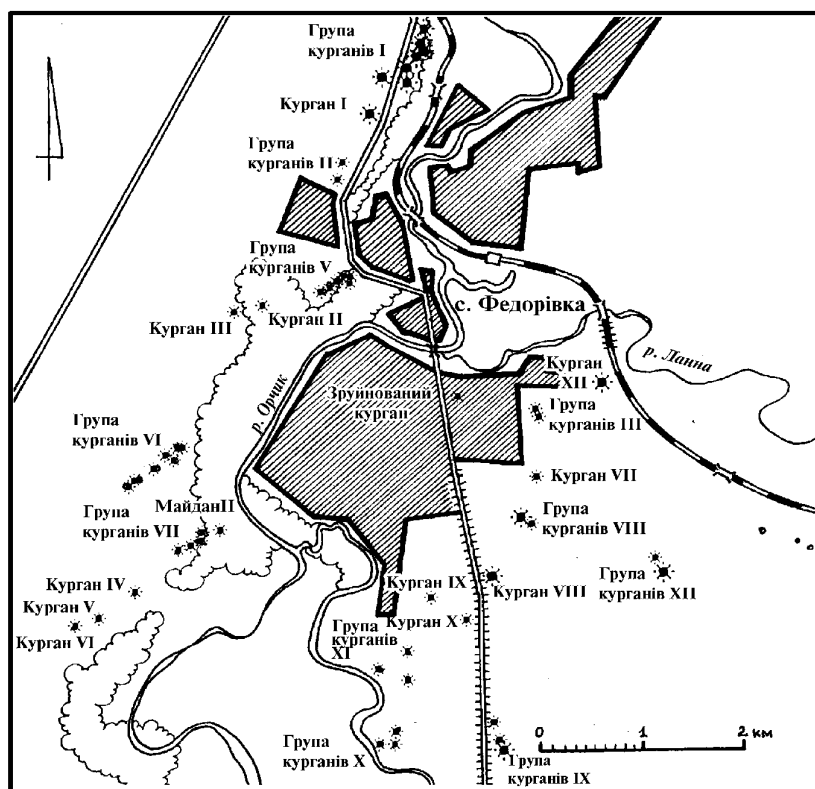 Група
курганів I
Курган I
Група
курганів II
Група
курганів V
Курган III
Курган II
с. Федорівка
р. Ланна
Курган
XII
р. Орчик
Зруйнований
курган
Група
курганів III
Група
курганів VI
Курган VII
МайданII
Група
курганів VII
Група
курганів VIII
Курган IV
Курган IX
Курган VIII
Група
курганів XII
Курган V
Курган X
Курган VI
Група
курганів
XI
0 1 2 км
Група
курганів X
Група
курганів IX